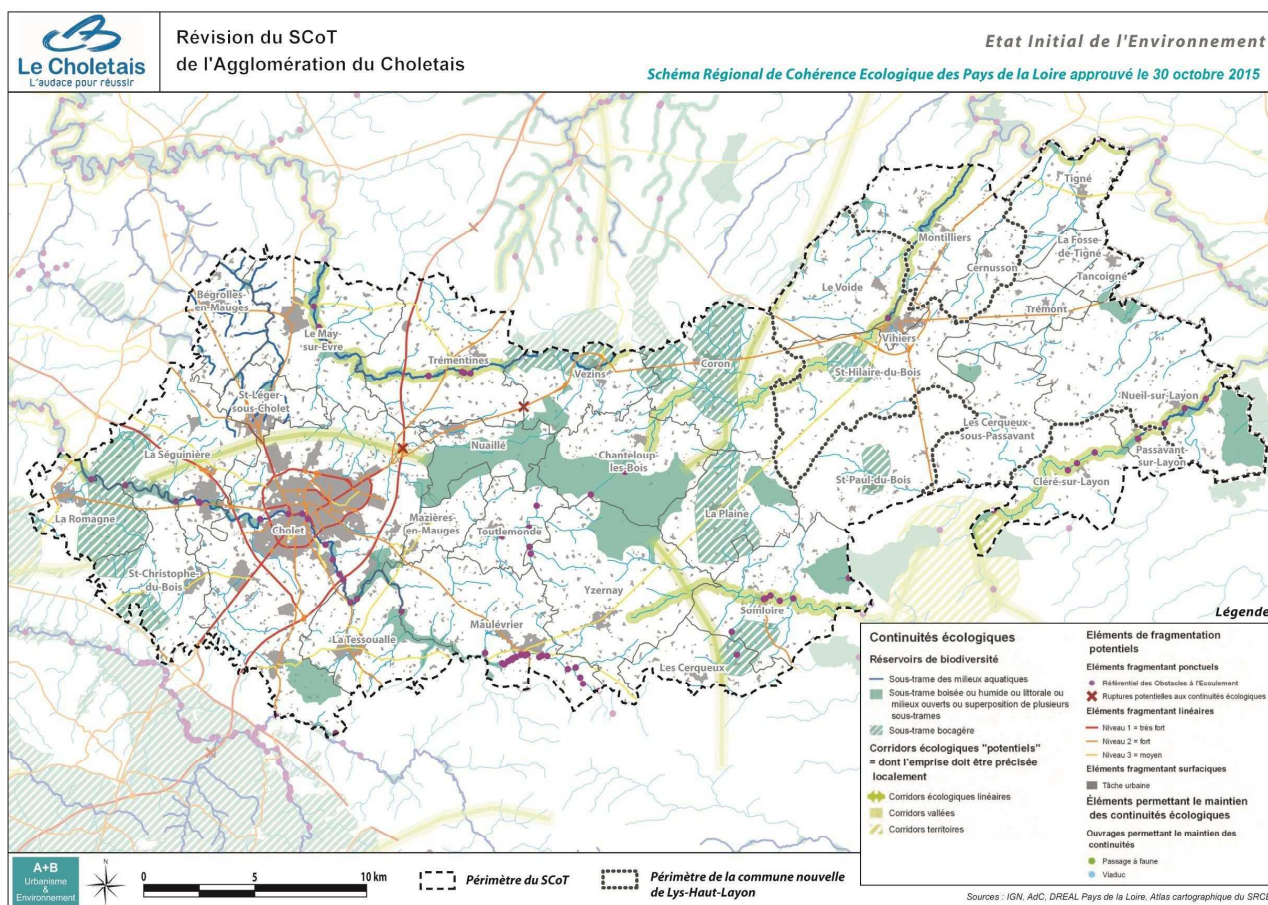 Le Choletais
L'audace pour réussir
Révision du SCoT
de l'Agglomération du Choletais
Etat Initial de l'Environnement
Schéma Régional de Cohérence Ecologique des Pays de la Loire approuvé le 30 octobre 2015
Tigné
Montilliers
La Fosse-
de-Tigné
Cernusson
Tancoigné
Le Voide
Bégrolles-
en-Mauges
Trémont
Le May-
sur-Evre
Vihiers
Trémentines
Coron
Vezins
St-Hilaire-du-Bois
St-Léger-
sous-Cholet
Nueil-sur-Layon
Les Cerqueux-
sous-Passavant
Nuaillé
La Séguinière
Chanteloup-
les-Bois
Passavant-
sur-Layon
St-Paul-du-Bois
Cléré-sur-Layon
La Romagne
Mazières-
en-Mauges
La Plaine
Cholet
Toutlemonde
St-Christophe-
du-Bois
Yzernay
Somloire
Maulévrier
La Tessoualle
Les Cerqueux
Légende
Continuités écologiques
Réservoirs de biodiversité
Sous-trame des milieux aquatiques
Sous-trame boisée ou humide ou littorale ou
milieux ouverts ou superposition de plusieurs
sous-trames
Sous-trame bocagère
Corridors écologiques "potentiels"
= dont l'emprise doit être précisée
localement
Corridors écologiques linéaires
Corridors vallées
Corridors territoires
Eléments de fragmentation
potentiels
Eléments fragmentant ponctuels
Référentiel des Obstacles à l'Ecoulement
Ruptures potentielles aux continuités écologiques
Eléments fragmentant linéaires
Niveau 1 = très fort
Niveau 2 = fort
Niveau 3 = moyen
Eléments fragmentant surfaciques
Tâche urbaine
Éléments permettant le maintien
des continuités écologiques
Ouvrages permettant le maintien des
continuités
Passage à faune
Viaduc
A+B
Urbanisme
&
Environnement
N
0 5 10 km
Périmètre du SCoT
Périmètre de la commune nouvelle
de Lys-Haut-Layon
Sources : IGN, AdC, DREAL Pays de la Loire, Atlas cartographique du SRCE